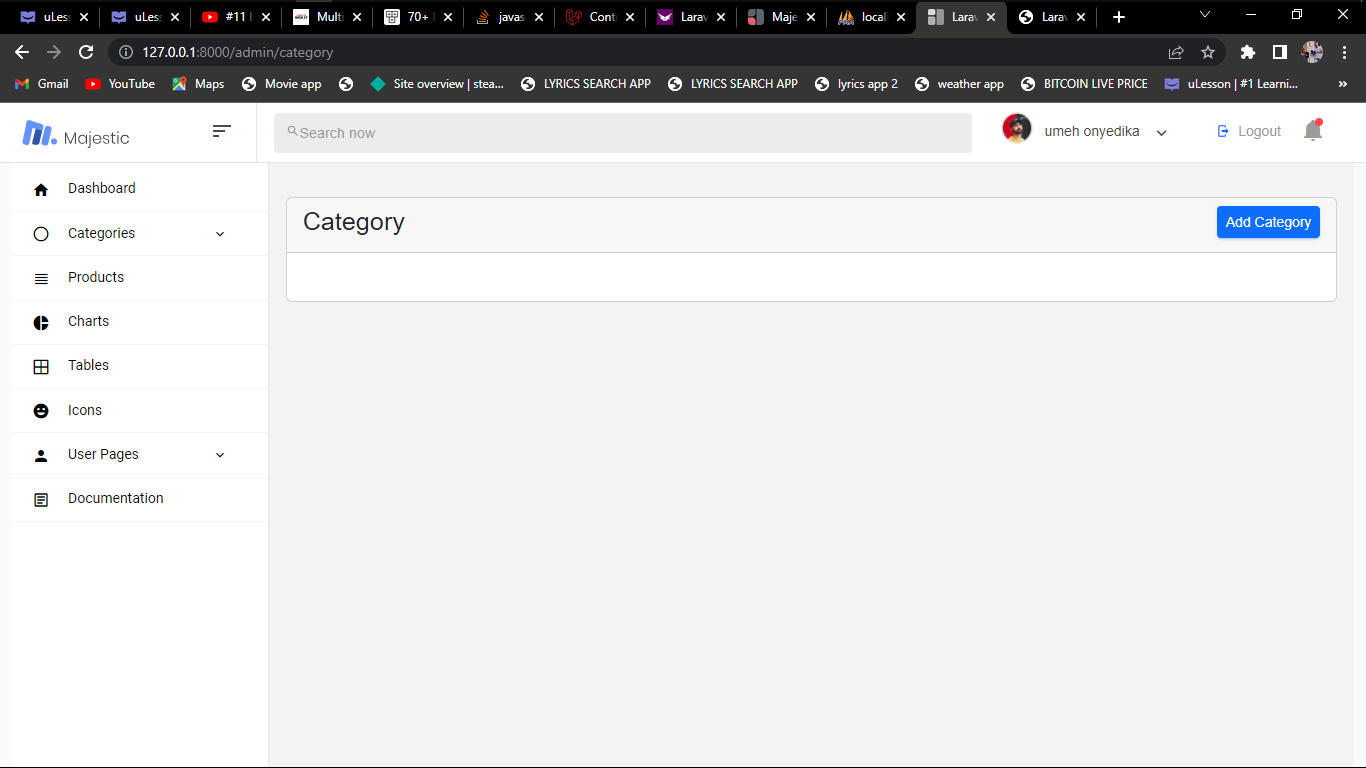 uLess
uLess
#11 |
Multi
70+ |
javas
Cont
Larav
Maje
locall
Larav
Larav
127.0.0.1:8000/admin/category
Gmail
YouTube
Maps
Movie app
Site overview | stea...
LYRICS SEARCH APP
LYRICS SEARCH APP
lyrics app 2
weather app
BITCOIN LIVE PRICE
uLesson | #1 Learni...
»
Majestic
Search now
umeh onyedika
Logout
Dashboard
Categories
Products
Charts
Tables
Icons
User Pages
Documentation
Category
Add Category